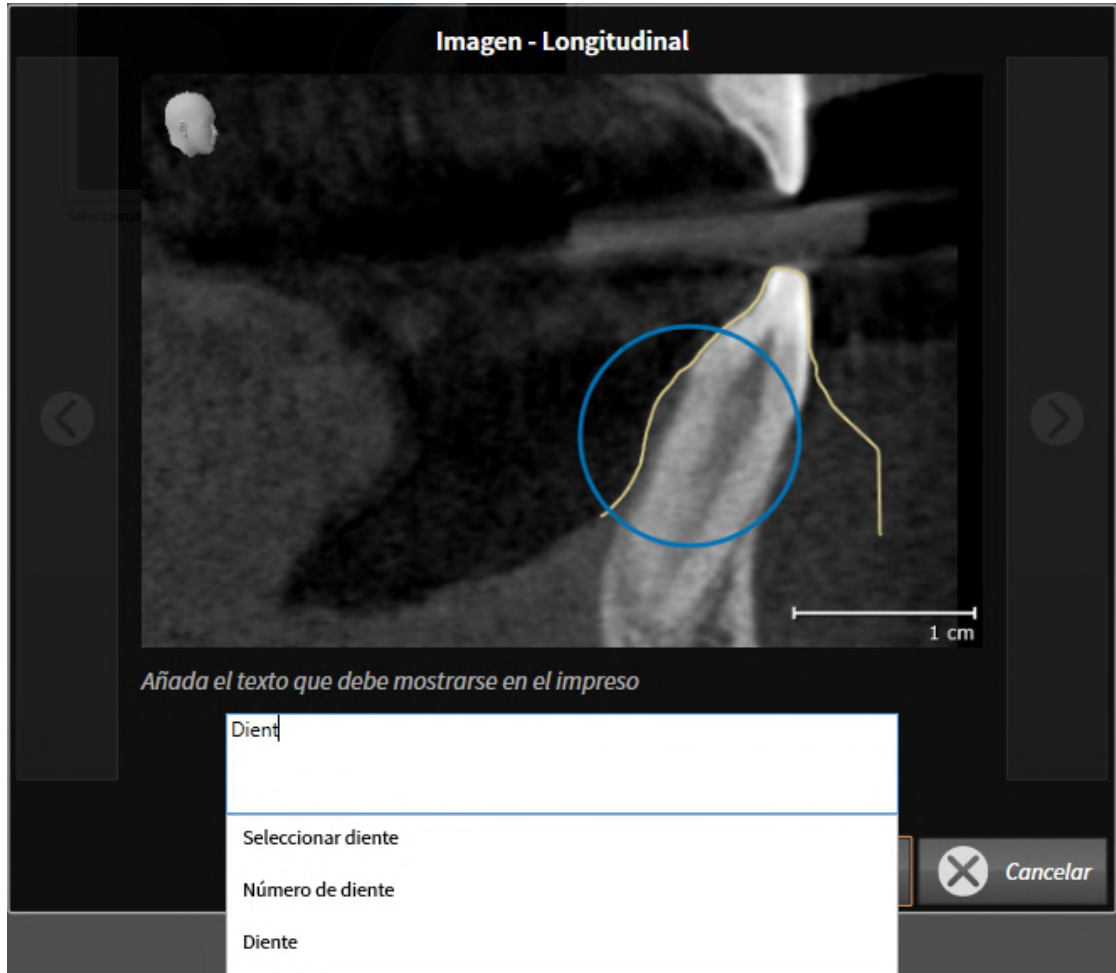 Imagen - Longitudinal
Seleccionar
1 cm
Añada el texto que debe mostrarse en el impreso
Dient
Seleccionar diente
Número de diente
Diente
Cancelar